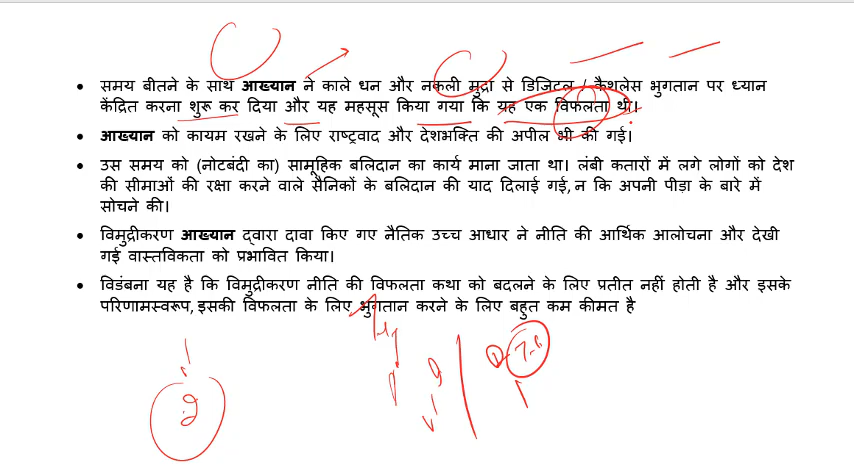 • समय बीतने के साथ आख्यान ने काले धन और नकली मुद्रा से डिजिटल / कैशलेस भुगतान पर ध्यान
केंद्रित करना शुरू कर दिया और यह महसूस किया गया कि यह एक विफलता थी।
• आख्यान को कायम रखने के लिए राष्ट्रवाद और देशभक्ति की अपील भी की गई।
• उस समय को (नोटबंदी का) सामूहिक बलिदान का कार्य माना जाता था। लंबी कतारों में लगे लोगों को देश
की सीमाओं की रक्षा करने वाले सैनिकों के बलिदान की याद दिलाई गई, न कि अपनी पीड़ा के बारे में
सोचने की।
• विमुद्रीकरण आख्यान द्वारा दावा किए गए नैतिक उच्च आधार ने नीति की आर्थिक आलोचना और देखी
गई वास्तविकता को प्रभावित किया।
• विडंबना यह है कि विमुद्रीकरण नीति की विफलता कथा को बदलने के लिए प्रतीत नहीं होती है और इसके
परिणामस्वरूप, इसकी विफलता के लिए भुगतान करने के लिए बहुत कम कीमत है